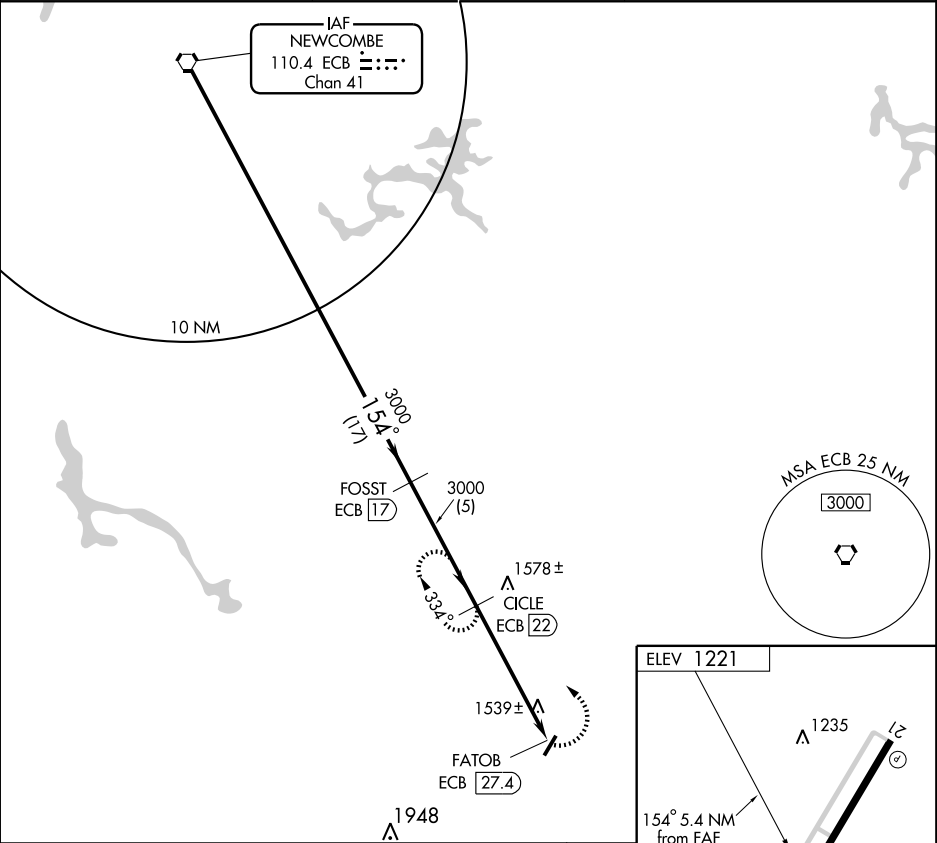 IAF
NEWCOMBE
110.4 ECB
Chan 41
10 NM
3000
154°
(17)
FOSST
ECB 17
3000
(5)
MSA ECB 25 NM
3000
1578±
334°
CICLE
ECB 22
ELEV 1221
1539±
1235
21
P
FATOB
ECB 27.4
1948
154° 5.4 NM
from FAF